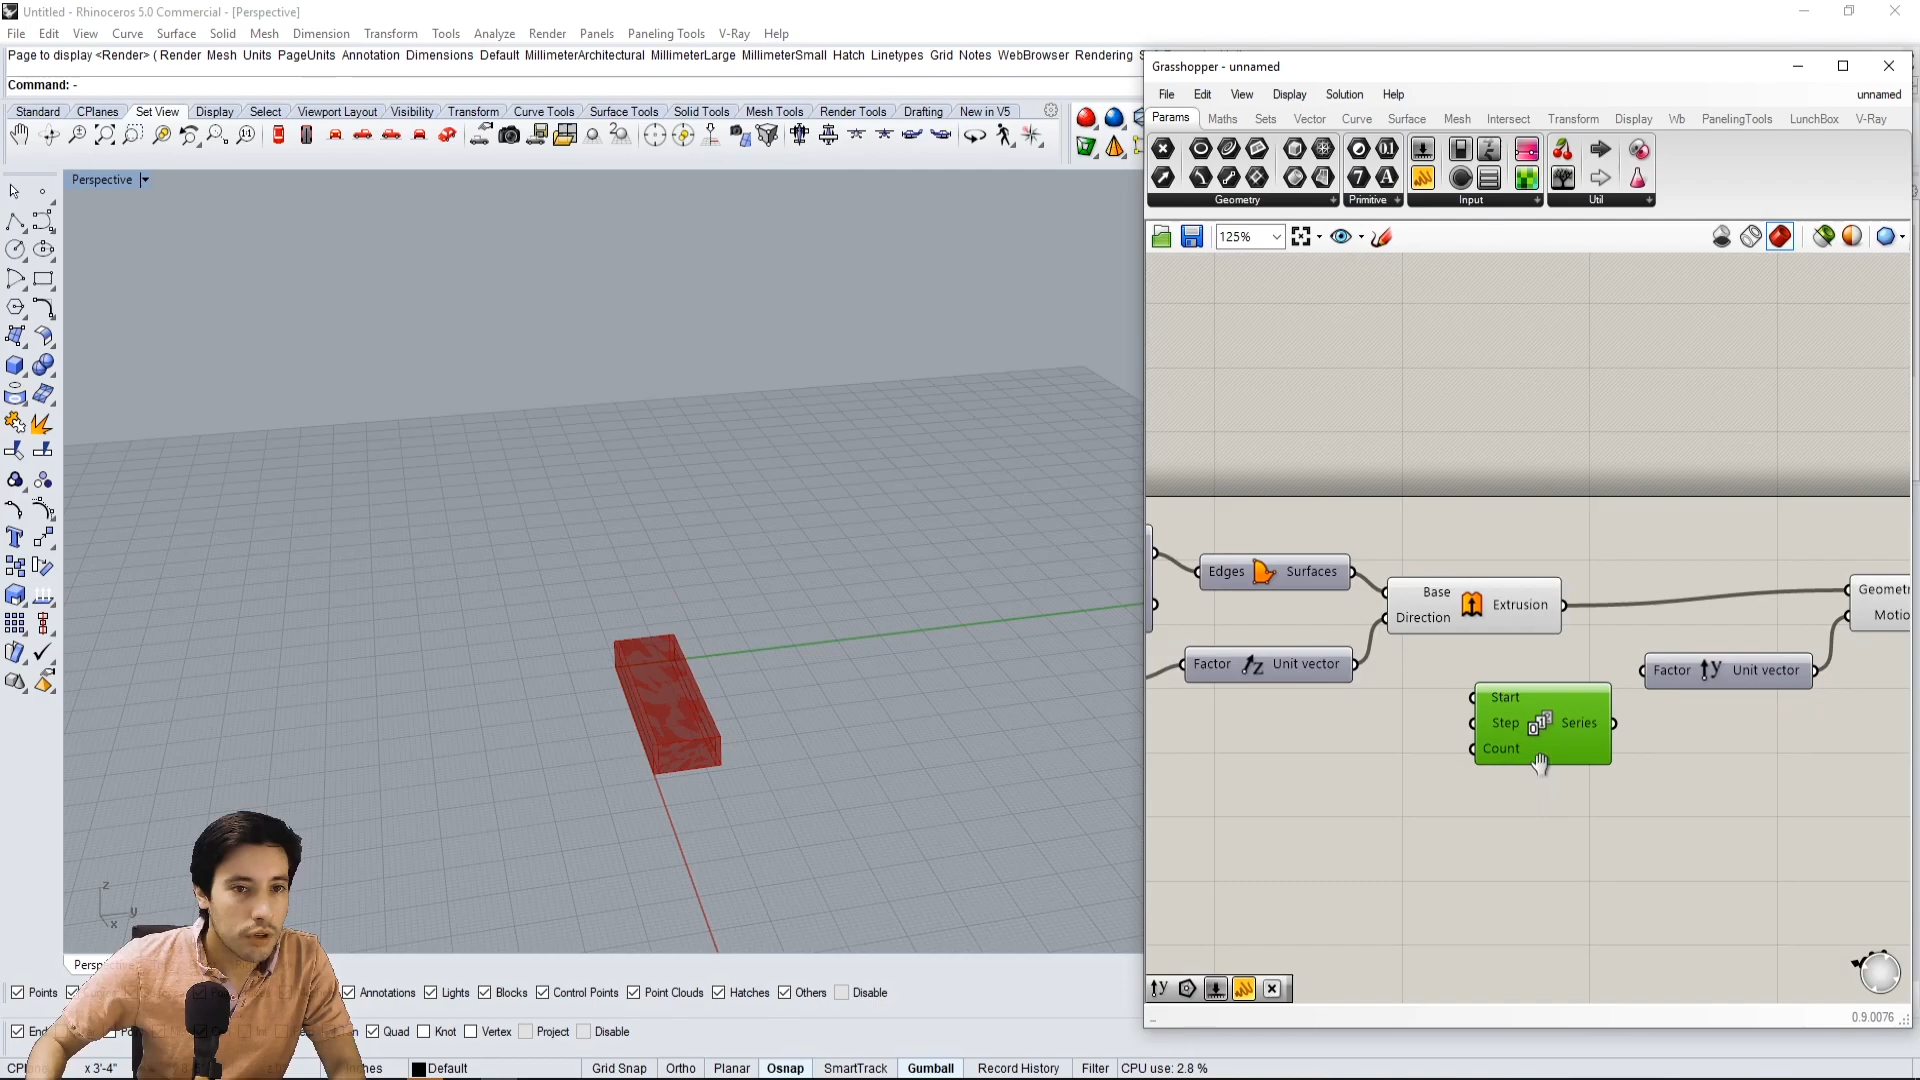 Untitled - Rhinoceros 5.0 Commercial - [Perspective]
File Edit View Curve Surface Solid Mesh Dimension Transform Tools Analyze Render Panels Paneling Tools V-Ray Help
Page to display <Render> ( Render Mesh Units PageUnits Annotation Dimensions Default MillimeterArchitectural MillimeterLarge MillimeterSmall Hatch Linetypes Grid Notes WebBrowser Rendering
Command: -
Standard CPlanes Set View Display Select Viewport Layout Visibility Transform Curve Tools Surface Tools Solid Tools Mesh Tools Render Tools Drafting New in V5
Perspective
z
y
x
Points Annotations Lights Blocks Control Points Point Clouds Hatches Others Disable
End Quad Knot Vertex Project Disable
x 3'-4" Default Grid Snap Ortho Planar Osnap SmartTrack Gumball Record History Filter CPU use: 2.8 %
Grasshopper - unnamed
File Edit View Display Solution Help unnamed
Params Maths Sets Vector Curve Surface Mesh Intersect Transform Display Wb PanelingTools LunchBox V-Ray
Geometry Primitive Input Util
125%
Edges Surfaces
Base
Direction
Extrusion
Geometr
Motio
Factor Z Unit vector
Factor y Unit vector
Start
Step
Count
Series
0.9.0076